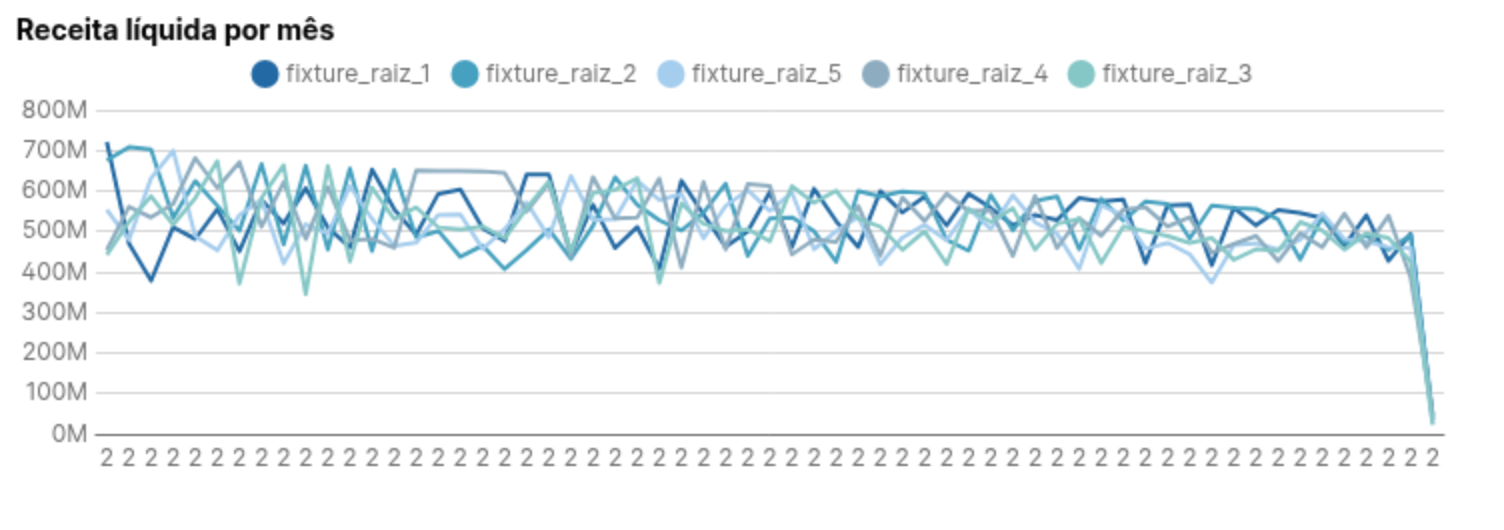 Receita líquida por mês
fixture_raiz_1 fixture_raiz_2 fixture_raiz_5 fixture_raiz_4 fixture_raiz_3
800M
700M
600M
500M
400M
300M
200M
100M
0M
2 2 2 2 2 2 2 2 2 2 2 2 2 2 2 2 2 2 2 2 2 2 2 2 2 2 2 2 2 2 2 2 2 2 2 2 2 2 2 2 2 2 2 2 2 2 2 2 2 2 2 2 2 2 2 2 2 2 2 2 2